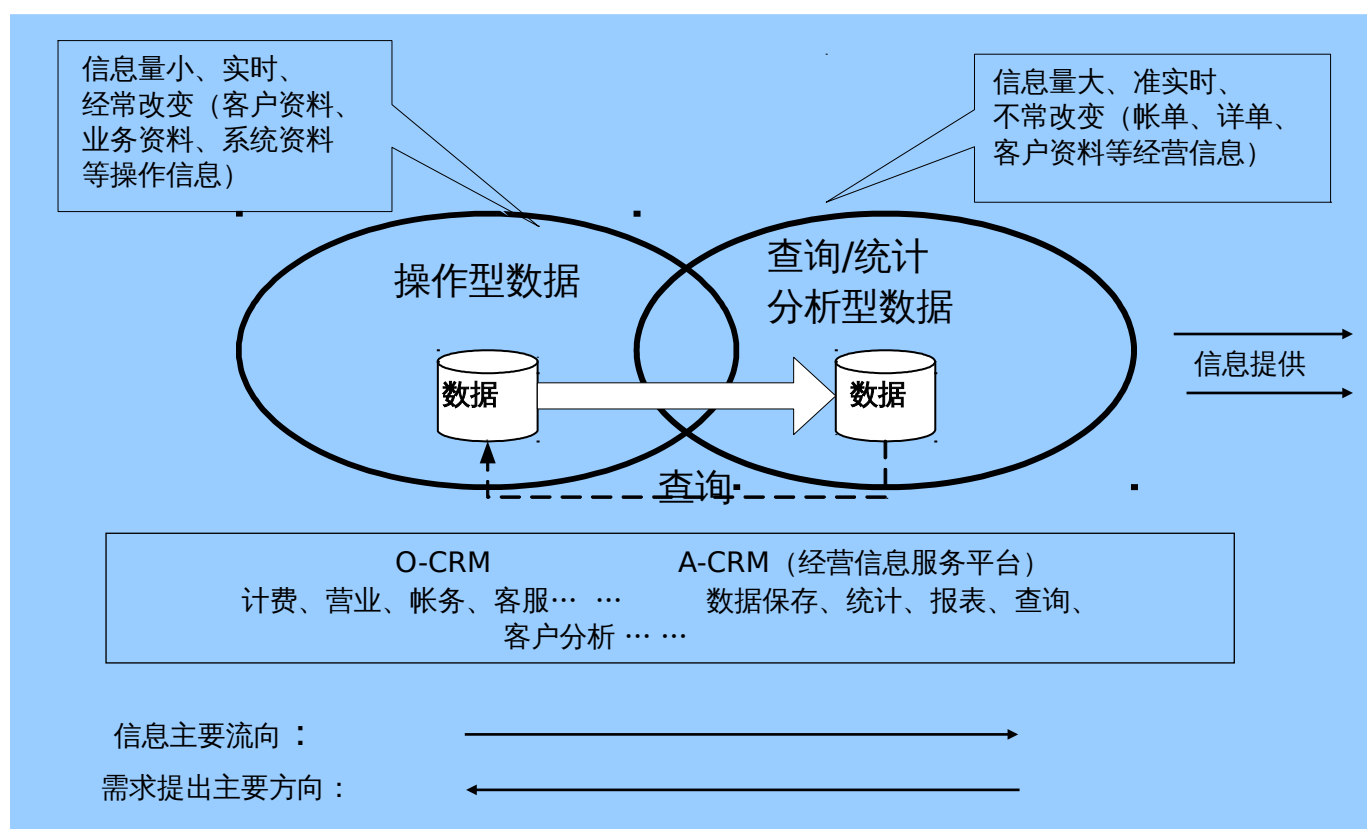 信息量小、实时、
经常改变（客户资料、
业务资料、系统资料
等操作信息）
信息量大、准实时、
不常改变（帐单、详单、
客户资料等经营信息）
操作型数据
查询/统计
分析型数据
数据
数据
信息提供
查询
O-CRM A-CRM（经营信息服务平台）
计费、营业、帐务、客服… … 数据保存、统计、报表、查询、
客户分析 … …
信息主要流向：
需求提出主要方向：